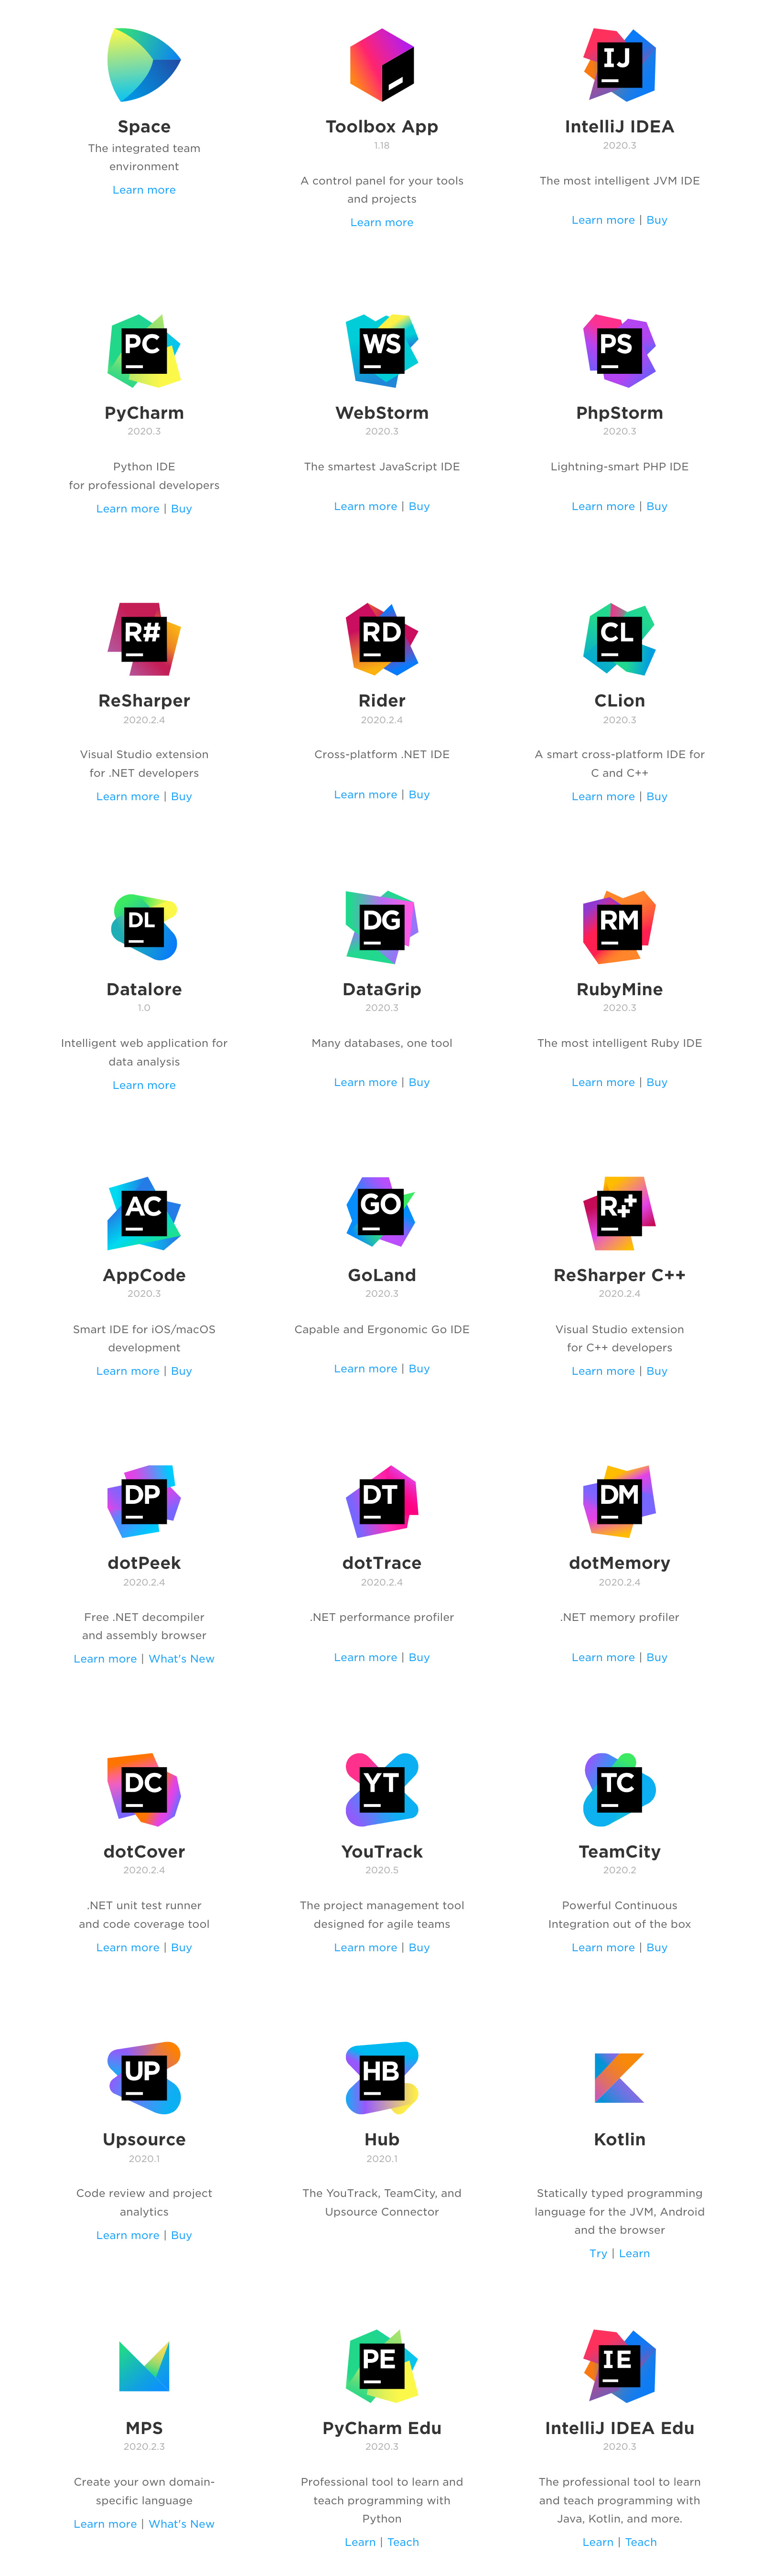 Space
The integrated team
environment
Learn more
Toolbox App
1.18
A control panel for your tools
and projects
Learn more
IJ
IntelliJ IDEA
2020.3
The most intelligent JVM IDE
Learn more | Buy
PC
PyCharm
2020.3
Python IDE
for professional developers
Learn more | Buy
WS
WebStorm
2020.3
The smartest JavaScript IDE
Learn more | Buy
PS
PhpStorm
2020.3
Lightning-smart PHP IDE
Learn more | Buy
R#
ReSharper
2020.2.4
Visual Studio extension
for .NET developers
Learn more | Buy
RD
Rider
2020.2.4
Cross-platform .NET IDE
Learn more | Buy
CL
CLion
2020.3
A smart cross-platform IDE for
C and C++
Learn more | Buy
DL
Datalore
1.0
Intelligent web application for
data analysis
Learn more
DG
DataGrip
2020.3
Many databases, one tool
Learn more | Buy
RM
RubyMine
2020.3
The most intelligent Ruby IDE
Learn more | Buy
AC
AppCode
2020.3
Smart IDE for iOS/macOS
development
Learn more | Buy
GO
GoLand
2020.3
Capable and Ergonomic Go IDE
Learn more | Buy
R++
ReSharper C++
2020.2.4
Visual Studio extension
for C++ developers
Learn more | Buy
DP
dotPeek
2020.2.4
Free .NET decompiler
and assembly browser
Learn more | What's New
DT
dotTrace
2020.2.4
.NET performance profiler
Learn more | Buy
DM
dotMemory
2020.2.4
.NET memory profiler
Learn more | Buy
DC
dotCover
2020.2.4
.NET unit test runner
and code coverage tool
Learn more | Buy
YT
YouTrack
2020.5
The project management tool
designed for agile teams
Learn more | Buy
TC
TeamCity
2020.2
Powerful Continuous
Integration out of the box
Learn more | Buy
UP
Upsource
2020.1
Code review and project
analytics
Learn more | Buy
HB
Hub
2020.1
The YouTrack, TeamCity, and
Upsource Connector
Kotlin
Statically typed programming
language for the JVM, Android
and the browser
Try | Learn
MPS
2020.2.3
Create your own domain-
specific language
Learn more | What's New
PE
PyCharm Edu
2020.3
Professional tool to learn and
teach programming with
Python
Learn | Teach
IE
IntelliJ IDEA Edu
2020.3
The professional tool to learn
and teach programming with
Java, Kotlin, and more.
Learn | Teach